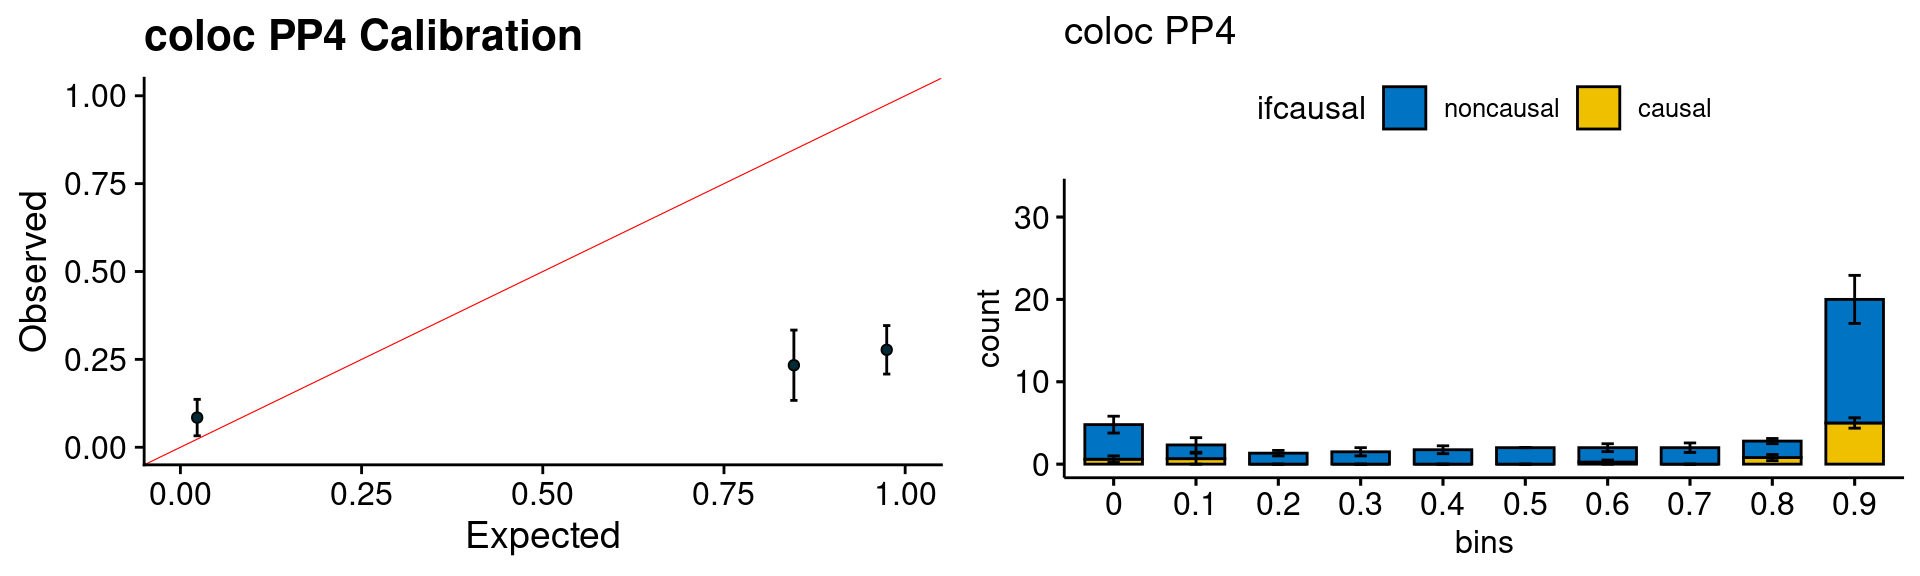 coloc PP4 Calibration
1.00
0.75
0.50
0.25
0.00
Observed
0.00 0.25 0.50 0.75 1.00
Expected
coloc PP4
ifcausal noncausal causal
30
20
10
0
count
0 0.1 0.2 0.3 0.4 0.5 0.6 0.7 0.8 0.9
bins